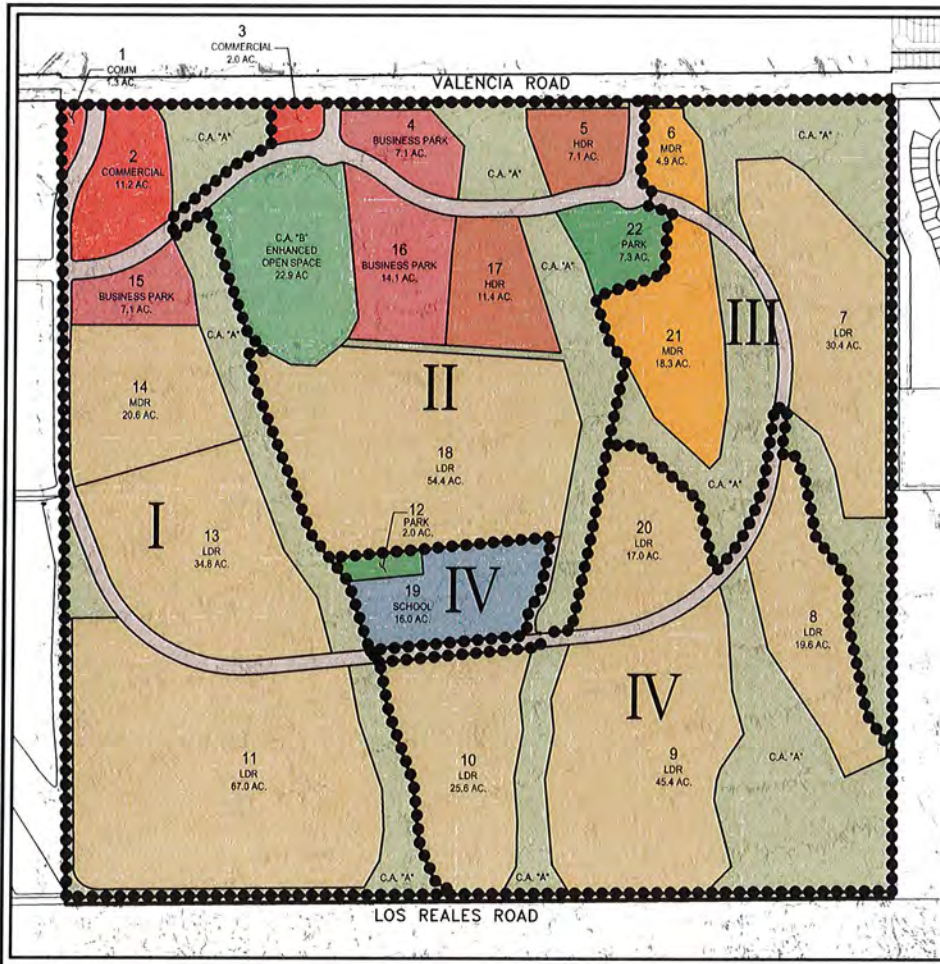 3
COMMERCIAL
2.0 AC.
1
COMM
1.3 AC.
VALENCIA ROAD
4
BUSINESS PARK
7.1 AC.
5
HDR
7.1 AC.
6
MDR
4.9 AC.
C.A. "A"
C.A. "A"
2
COMMERCIAL
11.2 AC.
C.A. "A"
C.A. "B"
ENHANCED
OPEN SPACE
22.9 AC
16
BUSINESS PARK
14.1 AC.
17
HDR
11.4 AC.
C.A. "A"
22
PARK
7.3 AC.
15
BUSINESS PARK
7.1 AC.
C.A. "A"
21
MDR
18.3 AC.
III
7
LDR
30.4 AC.
14
MDR
20.6 AC.
II
18
LDR
54.4 AC.
C.A. "A"
I
13
LDR
34.8 AC.
12
PARK
2.0 AC.
20
LDR
17.0 AC.
19
SCHOOL
16.0 AC.
IV
8
LDR
19.6 AC.
IV
11
LDR
67.0 AC.
10
LDR
25.6 AC.
9
LDR
45.4 AC.
C.A. "A"
C.A. "A"
C.A. "A"
LOS REALES ROAD